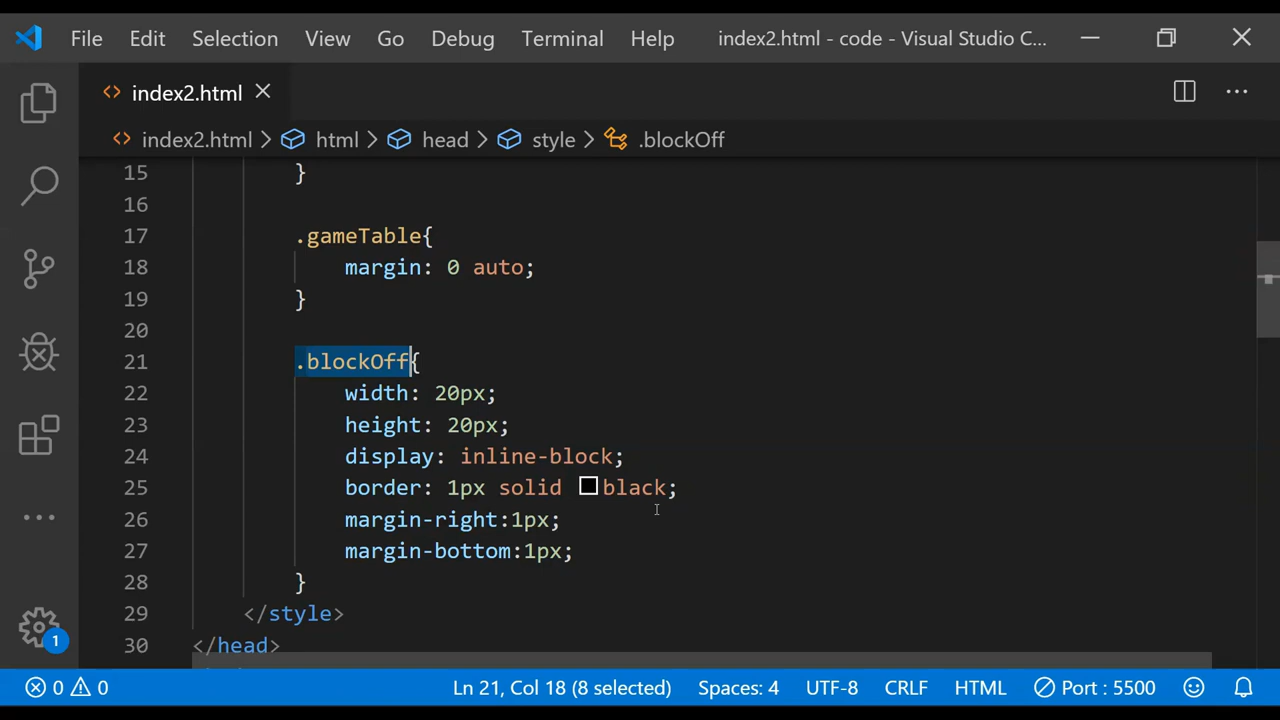 File Edit Selection View Go Debug Terminal Help index2.html - code - Visual Studio C...
index2.html
index2.html > html > head > style > .blockOff
15 }
16
17 .gameTable{
18 margin: 0 auto;
19 }
20
21 .blockOff{
22 width: 20px;
23 height: 20px;
24 display: inline-block;
25 border: 1px solid black;
26 margin-right:1px;
27 margin-bottom:1px;
28 }
29 </style>
30 </head>
1
0 0 Ln 21, Col 18 (8 selected) Spaces: 4 UTF-8 CRLF HTML Port : 5500